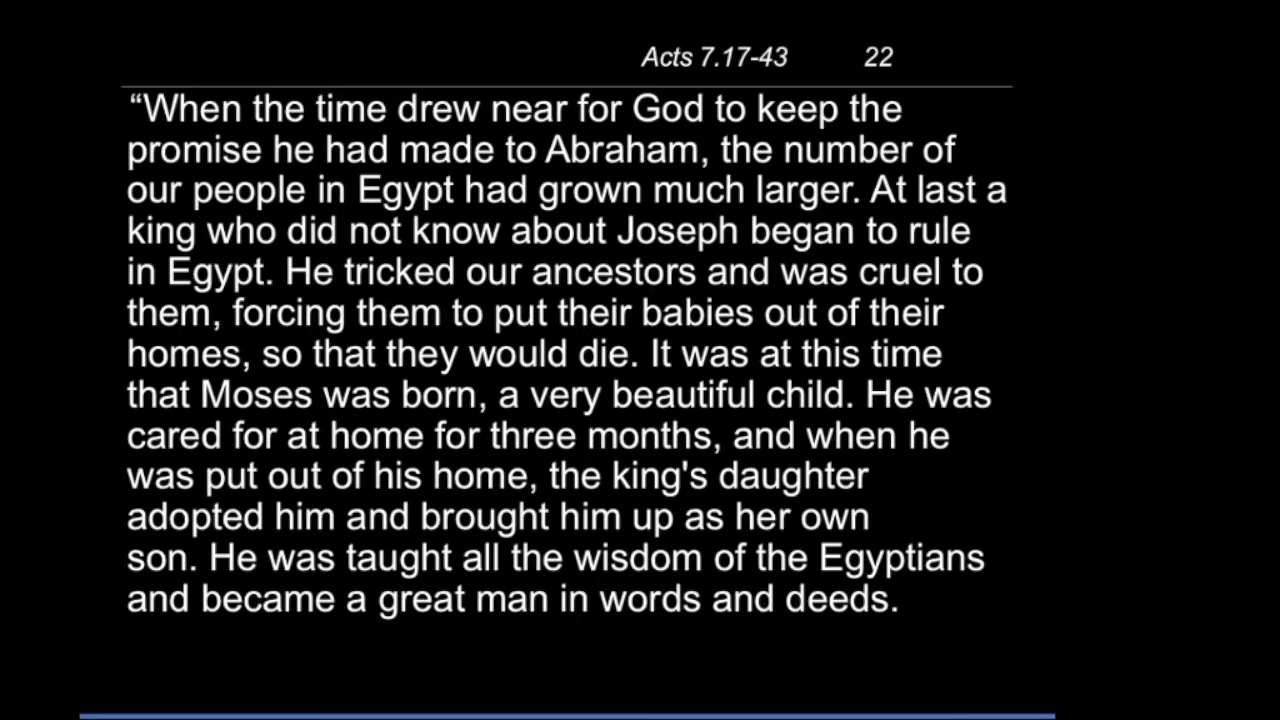 Acts 7.17-43 22
“When the time drew near for God to keep the
promise he had made to Abraham, the number of
our people in Egypt had grown much larger. At last a
king who did not know about Joseph began to rule
in Egypt. He tricked our ancestors and was cruel to
them, forcing them to put their babies out of their
homes, so that they would die. It was at this time
that Moses was born, a very beautiful child. He was
cared for at home for three months, and when he
was put out of his home, the king's daughter
adopted him and brought him up as her own
son. He was taught all the wisdom of the Egyptians
and became a great man in words and deeds.